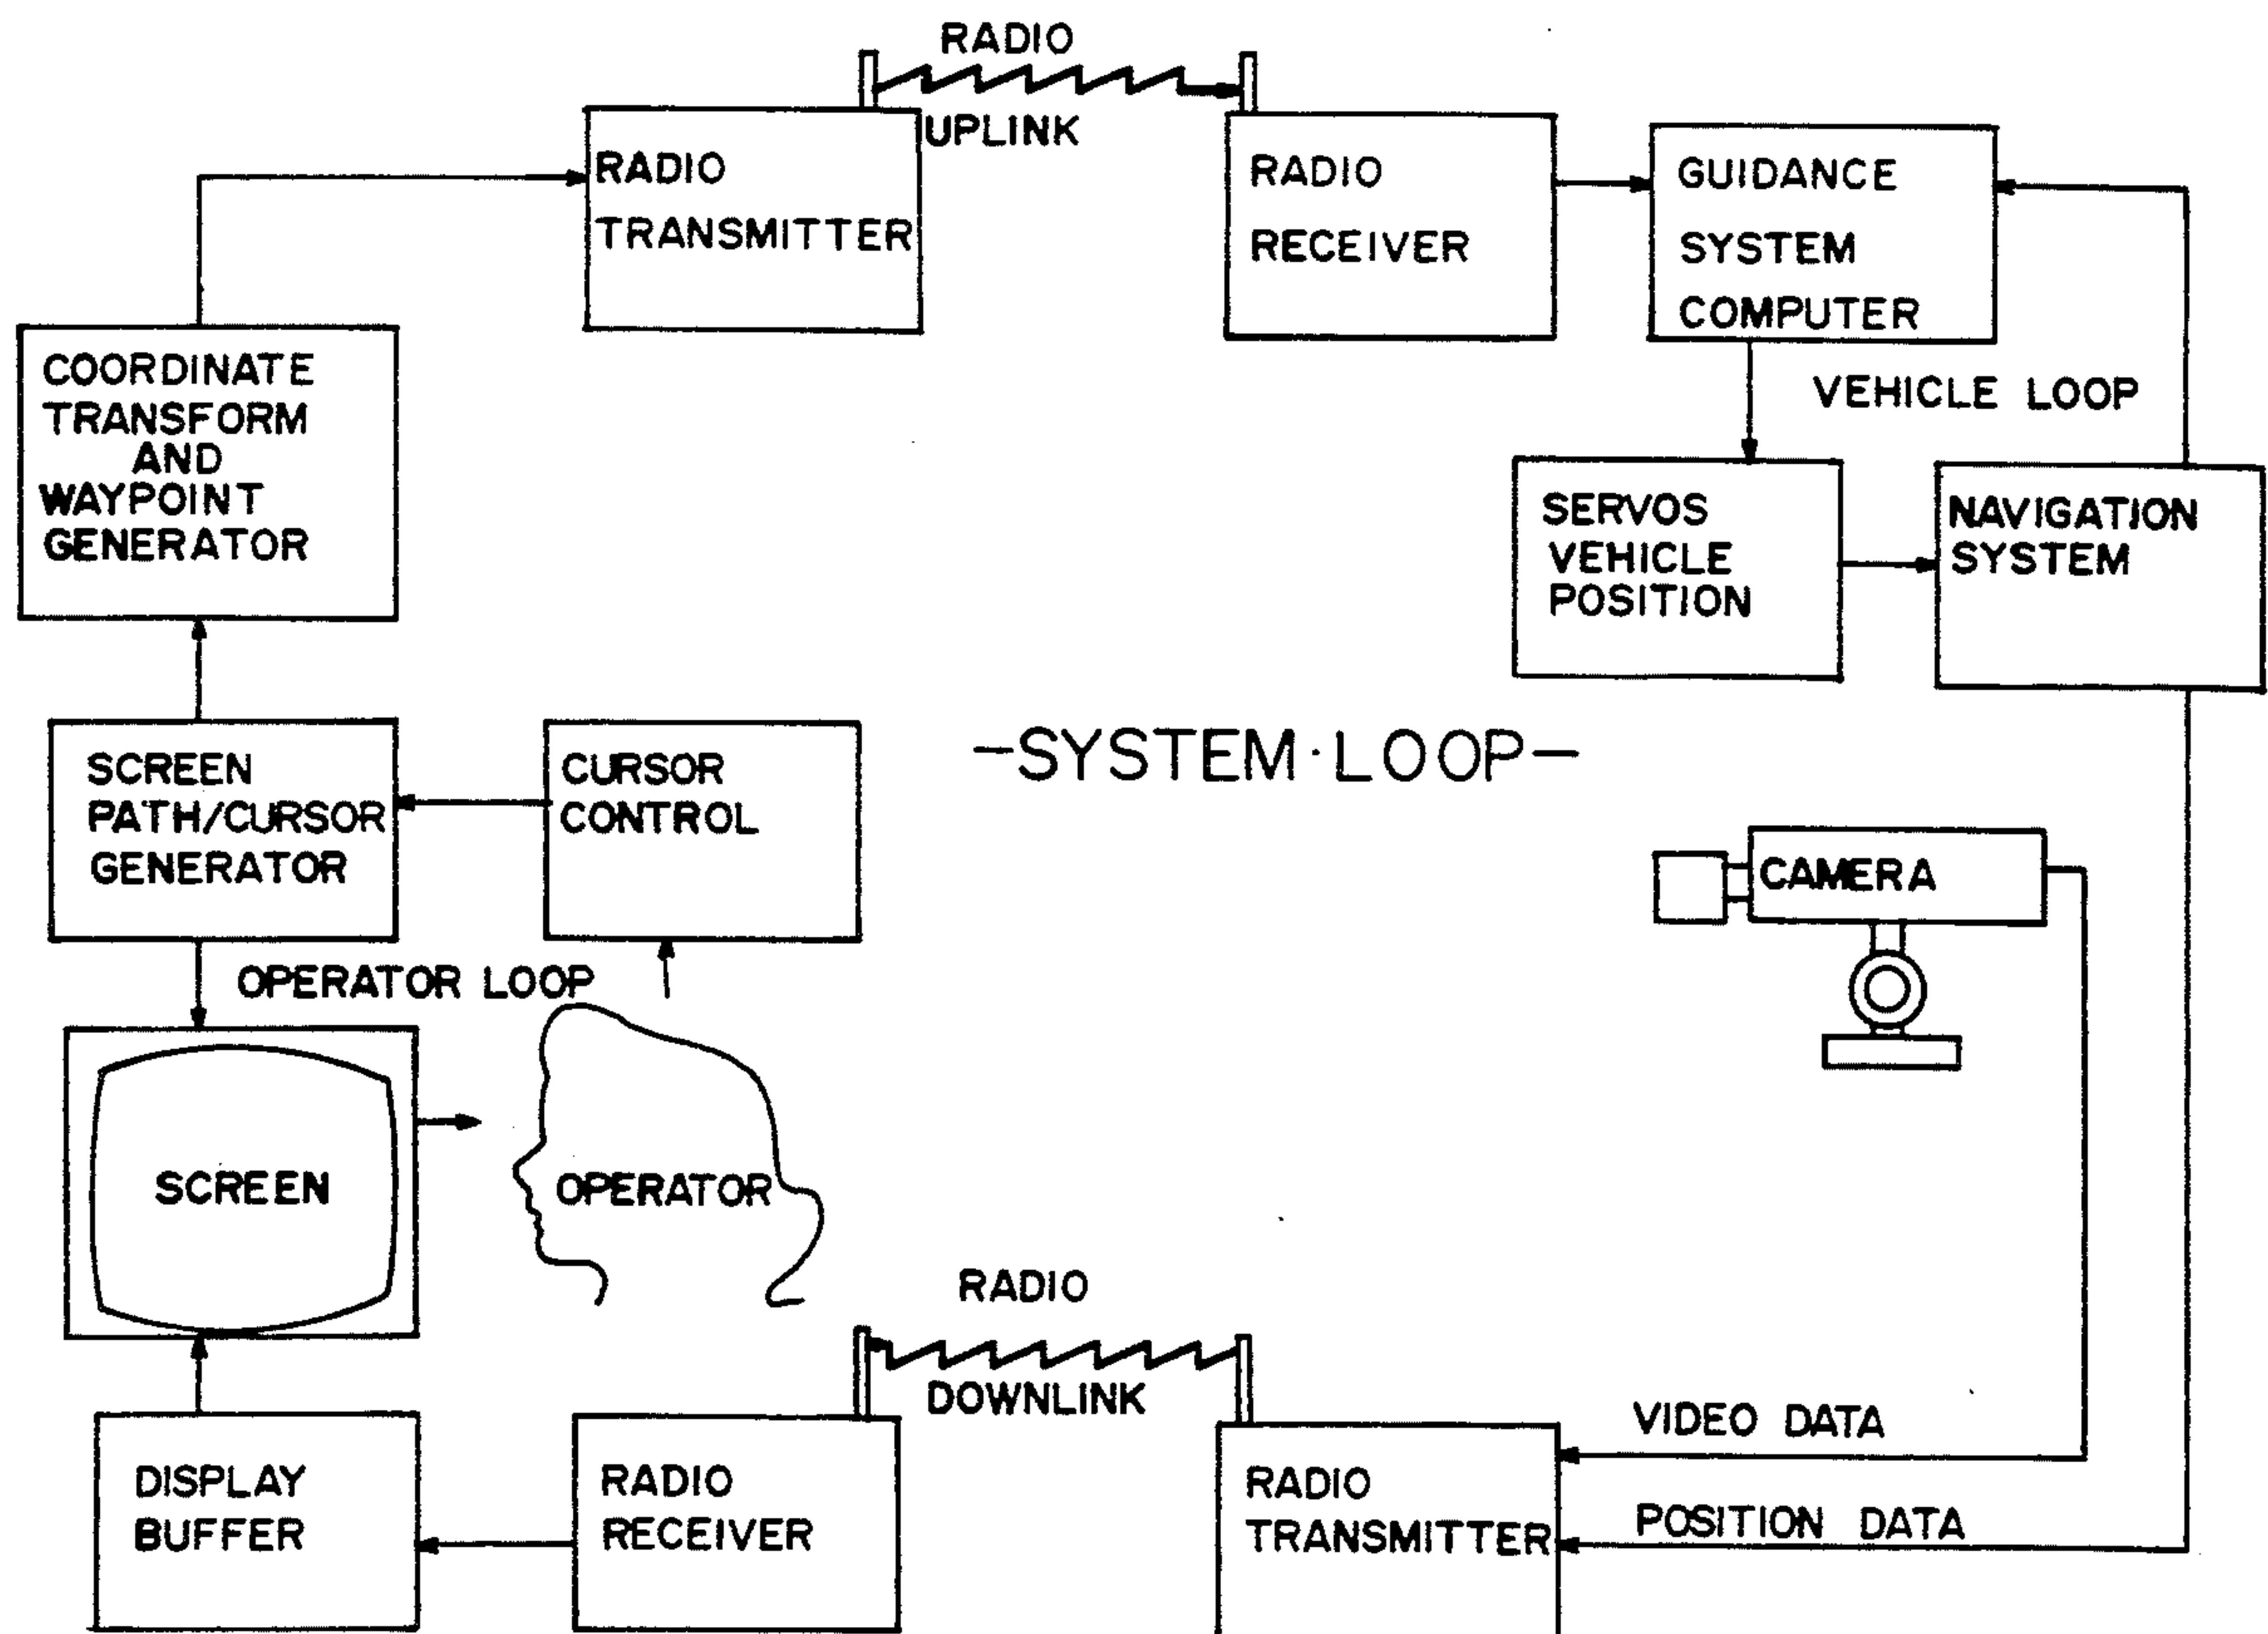 RADIO
UPLINK
RADIO
TRANSMITTER
RADIO
RECEIVER
GUIDANCE
SYSTEM
COMPUTER
COORDINATE
TRANSFORM
AND
WAYPOINT
GENERATOR
VEHICLE LOOP
SERVOS
VEHICLE
POSITION
NAVIGATION
SYSTEM
SCREEN
PATH/CURSOR
GENERATOR
CURSOR
CONTROL
-SYSTEM·LOOP-
CAMERA
OPERATOR LOOP
SCREEN
OPERATOR
RADIO
DOWNLINK
DISPLAY
BUFFER
RADIO
RECEIVER
RADIO
TRANSMITTER
VIDEO DATA
POSITION DATA